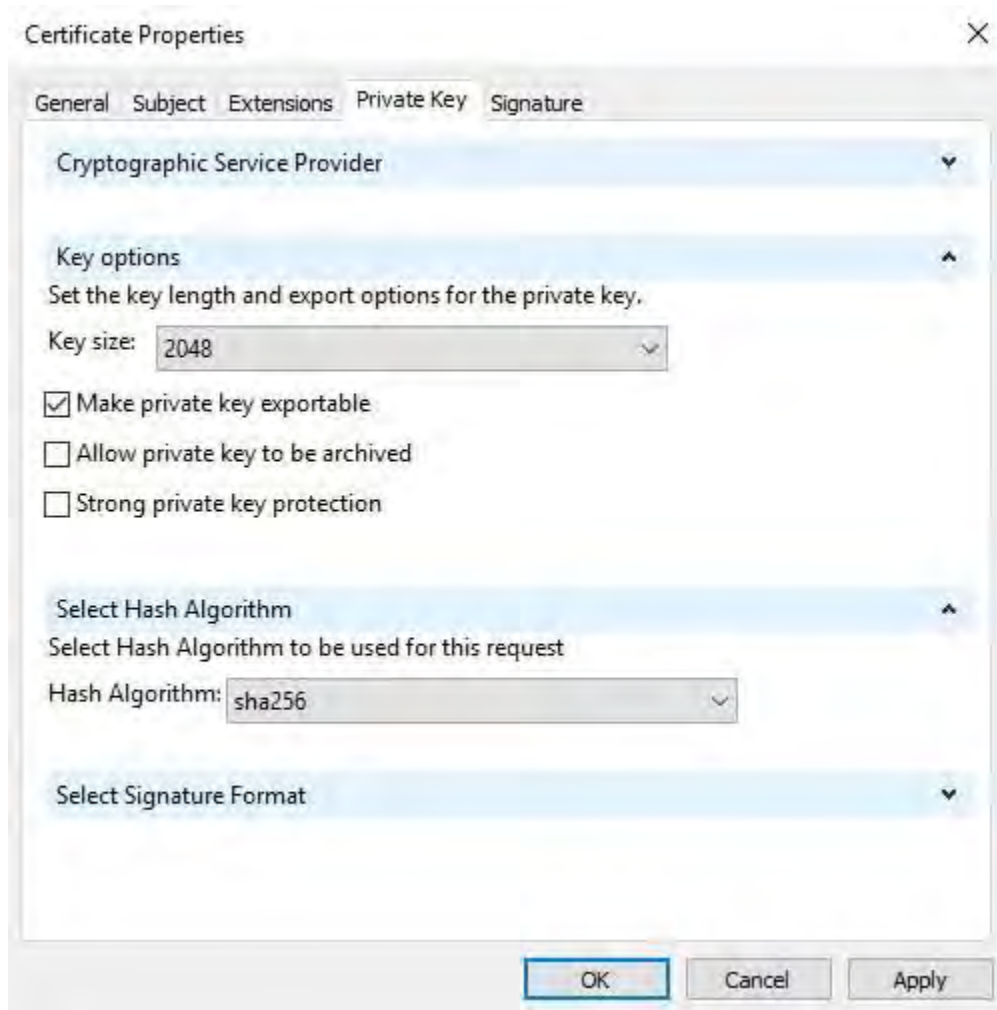 Certificate Properties
General Subject Extensions Private Key Signature
Cryptographic Service Provider
Key options
Set the key length and export options for the private key.
Key size: 2048
Make private key exportable
Allow private key to be archived
Strong private key protection
Select Hash Algorithm
Select Hash Algorithm to be used for this request
Hash Algorithm: sha256
Select Signature Format
OK Cancel Apply